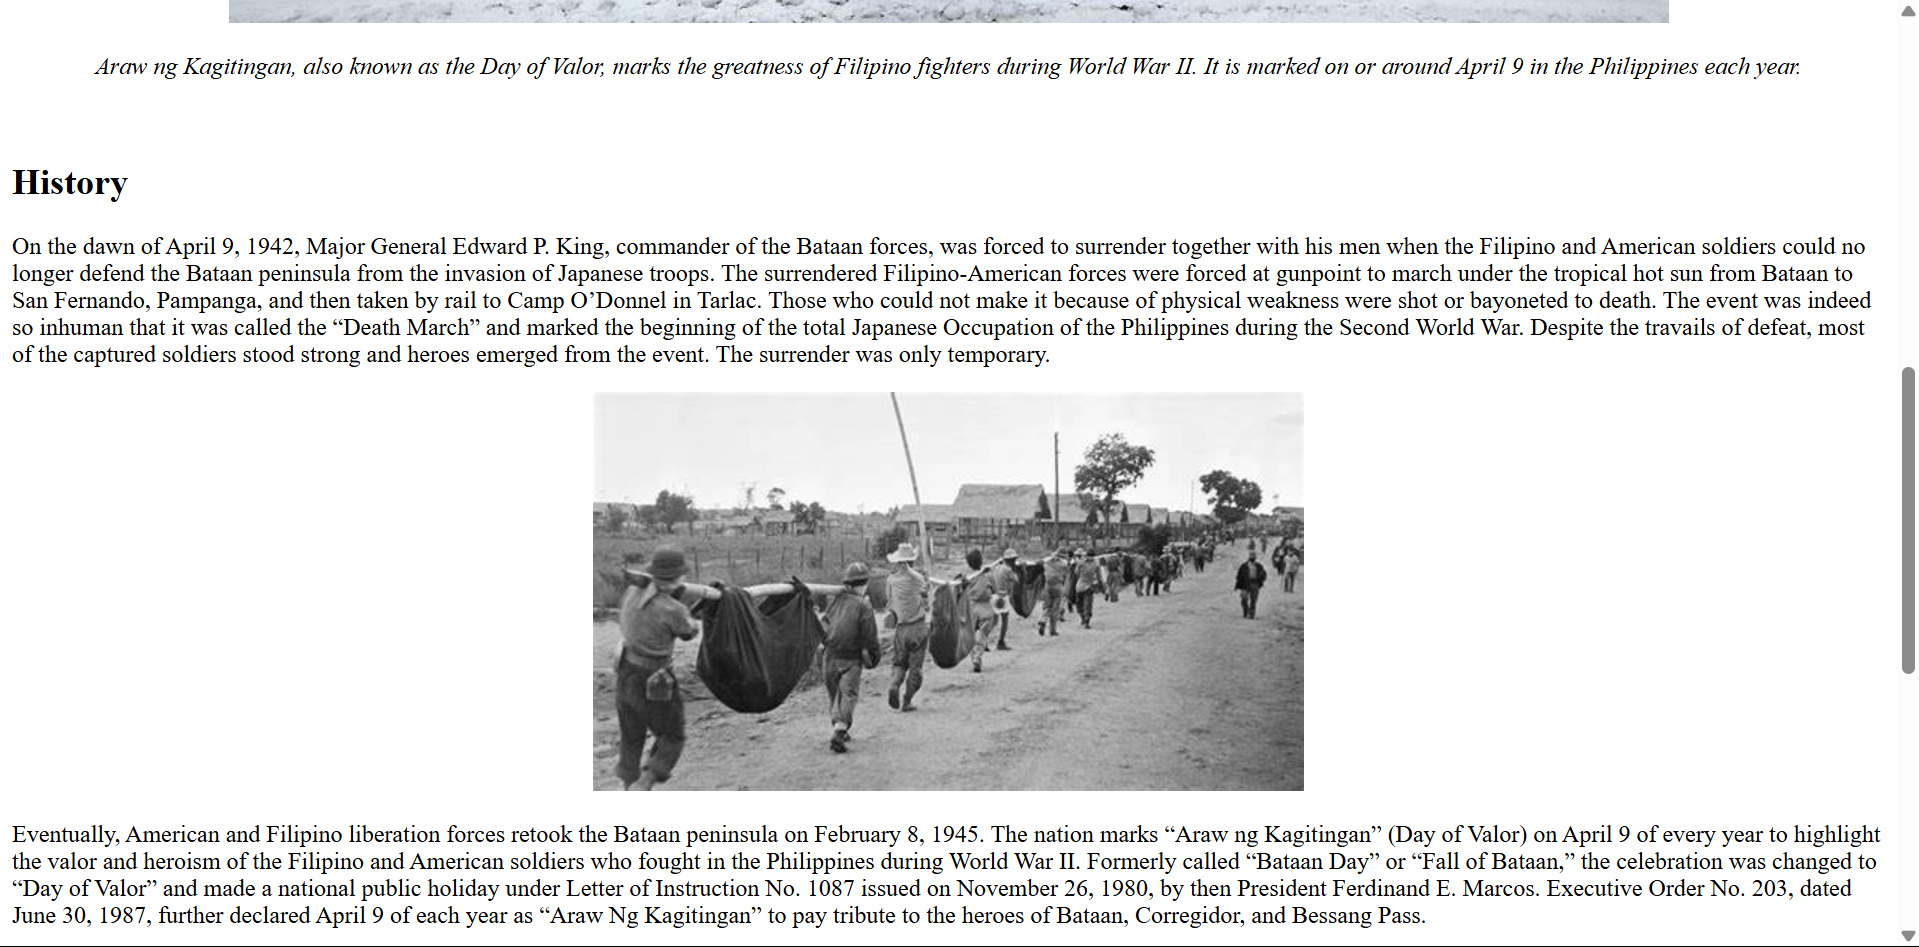 Araw ng Kagitingan, also known as the Day of Valor, marks the greatness of Filipino fighters during World War II. It is marked on or around April 9 in the Philippines each year.
History
On the dawn of April 9, 1942, Major General Edward P. King, commander of the Bataan forces, was forced to surrender together with his men when the Filipino and American soldiers could no
longer defend the Bataan peninsula from the invasion of Japanese troops. The surrendered Filipino-American forces were forced at gunpoint to march under the tropical hot sun from Bataan to
San Fernando, Pampanga, and then taken by rail to Camp O’Donnel in Tarlac. Those who could not make it because of physical weakness were shot or bayoneted to death. The event was indeed
so inhuman that it was called the “Death March” and marked the beginning of the total Japanese Occupation of the Philippines during the Second World War. Despite the travails of defeat, most
of the captured soldiers stood strong and heroes emerged from the event. The surrender was only temporary.
Eventually, American and Filipino liberation forces retook the Bataan peninsula on February 8, 1945. The nation marks “Araw ng Kagitingan” (Day of Valor) on April 9 of every year to highlight
the valor and heroism of the Filipino and American soldiers who fought in the Philippines during World War II. Formerly called “Bataan Day” or “Fall of Bataan,” the celebration was changed to
“Day of Valor” and made a national public holiday under Letter of Instruction No. 1087 issued on November 26, 1980, by then President Ferdinand E. Marcos. Executive Order No. 203, dated
June 30, 1987, further declared April 9 of each year as “Araw Ng Kagitingan” to pay tribute to the heroes of Bataan, Corregidor, and Bessang Pass.